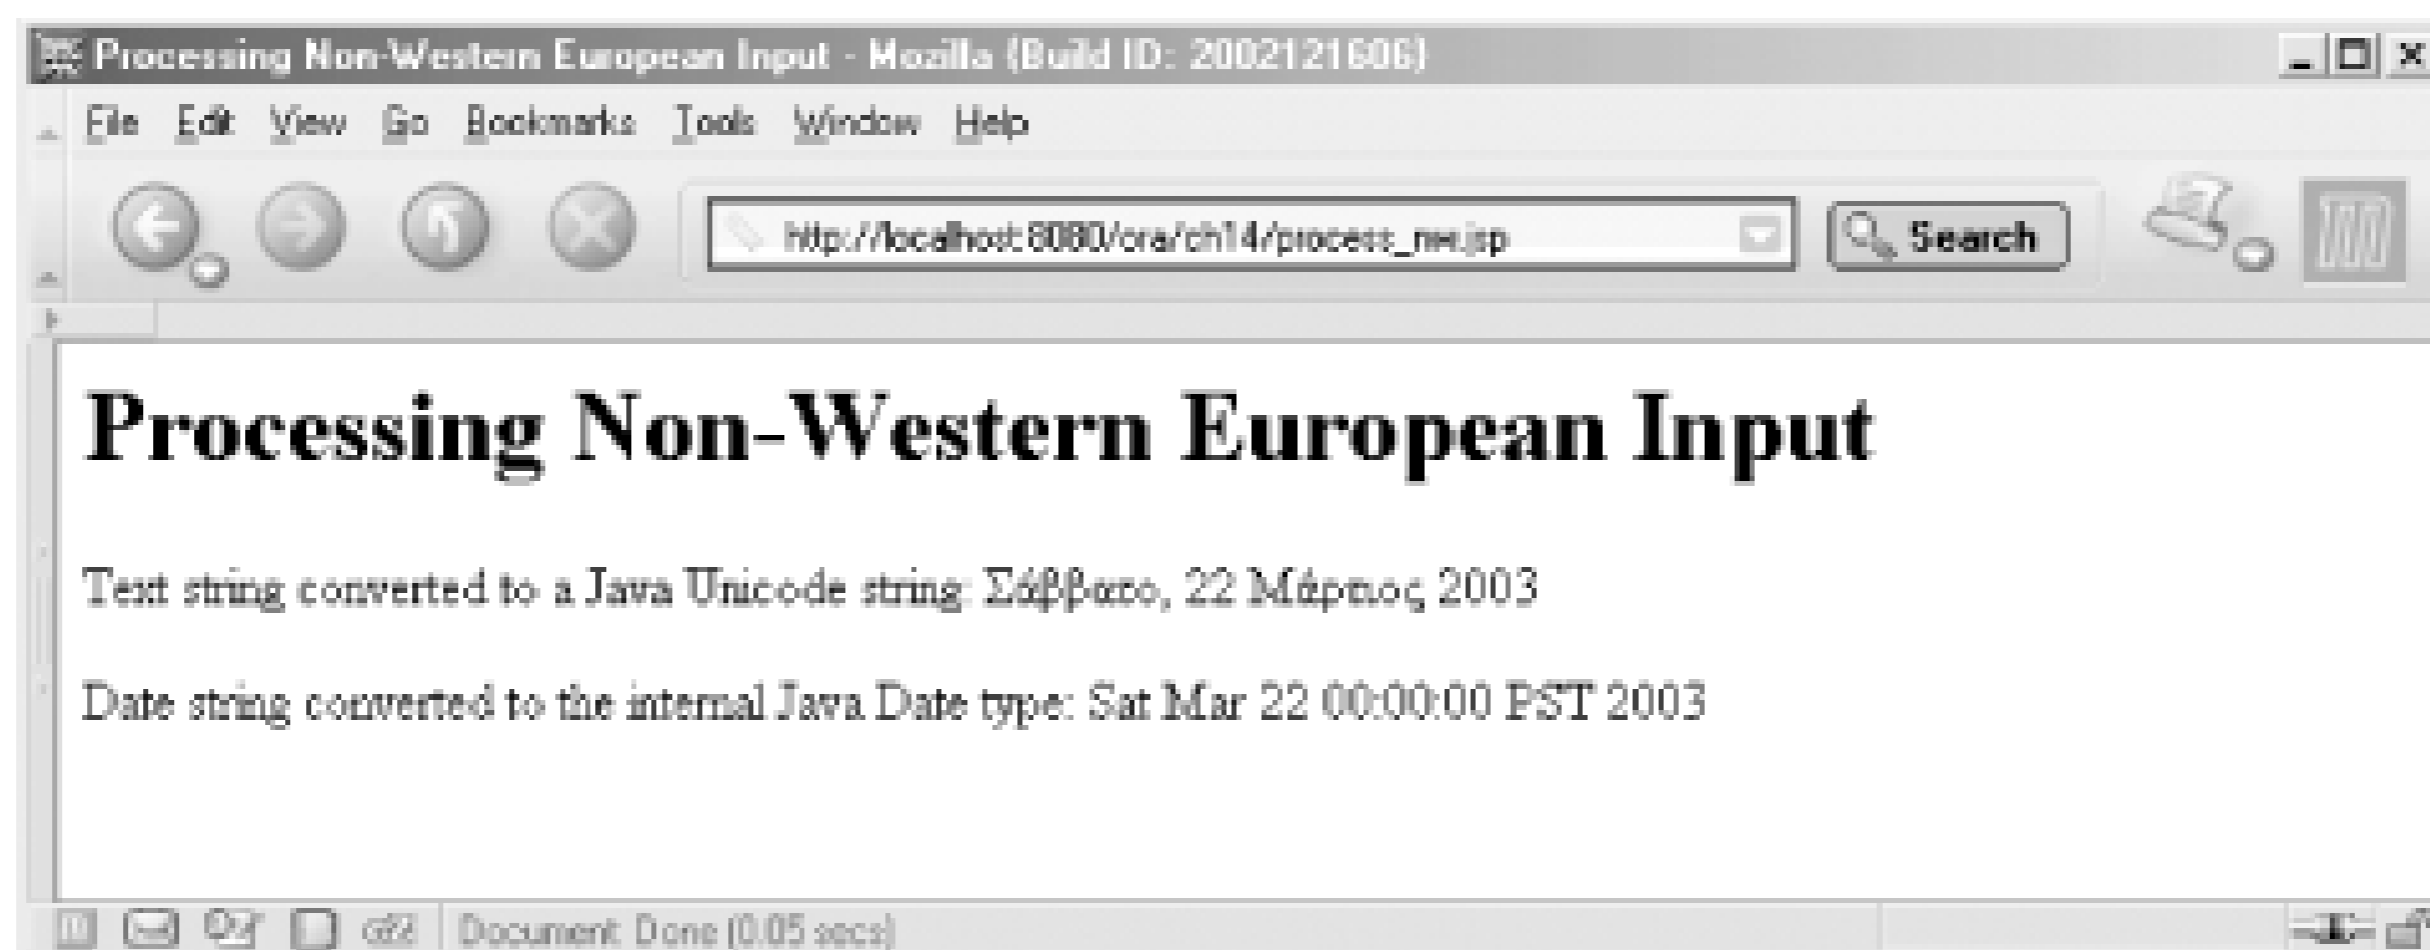 Processing Non-Western European Input - Mozilla {Build ID: 2002121606}
File Edit View Go Bookmarks Tools Window Help
http://localhost:8080/ora/ch14/process_nw.jsp Search
Processing Non-Western European Input
Text string converted to a Java Unicode string: Σάββατο, 22 Μάρτιος 2003
Date string converted to the internal Java Date type: Sat Mar 22 00:00:00 PST 2003
Document: Done (0.05 secs)